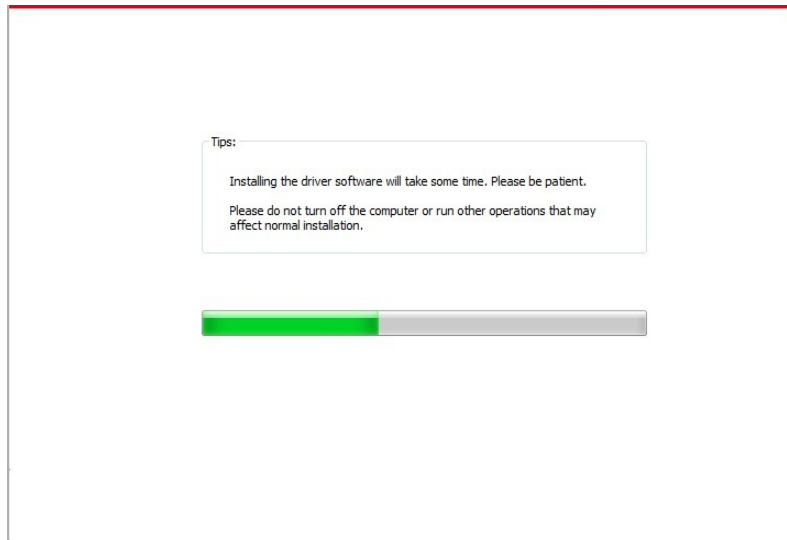 Tips:
Installing the driver software will take some time. Please be patient.
Please do not turn off the computer or run other operations that may
affect normal installation.